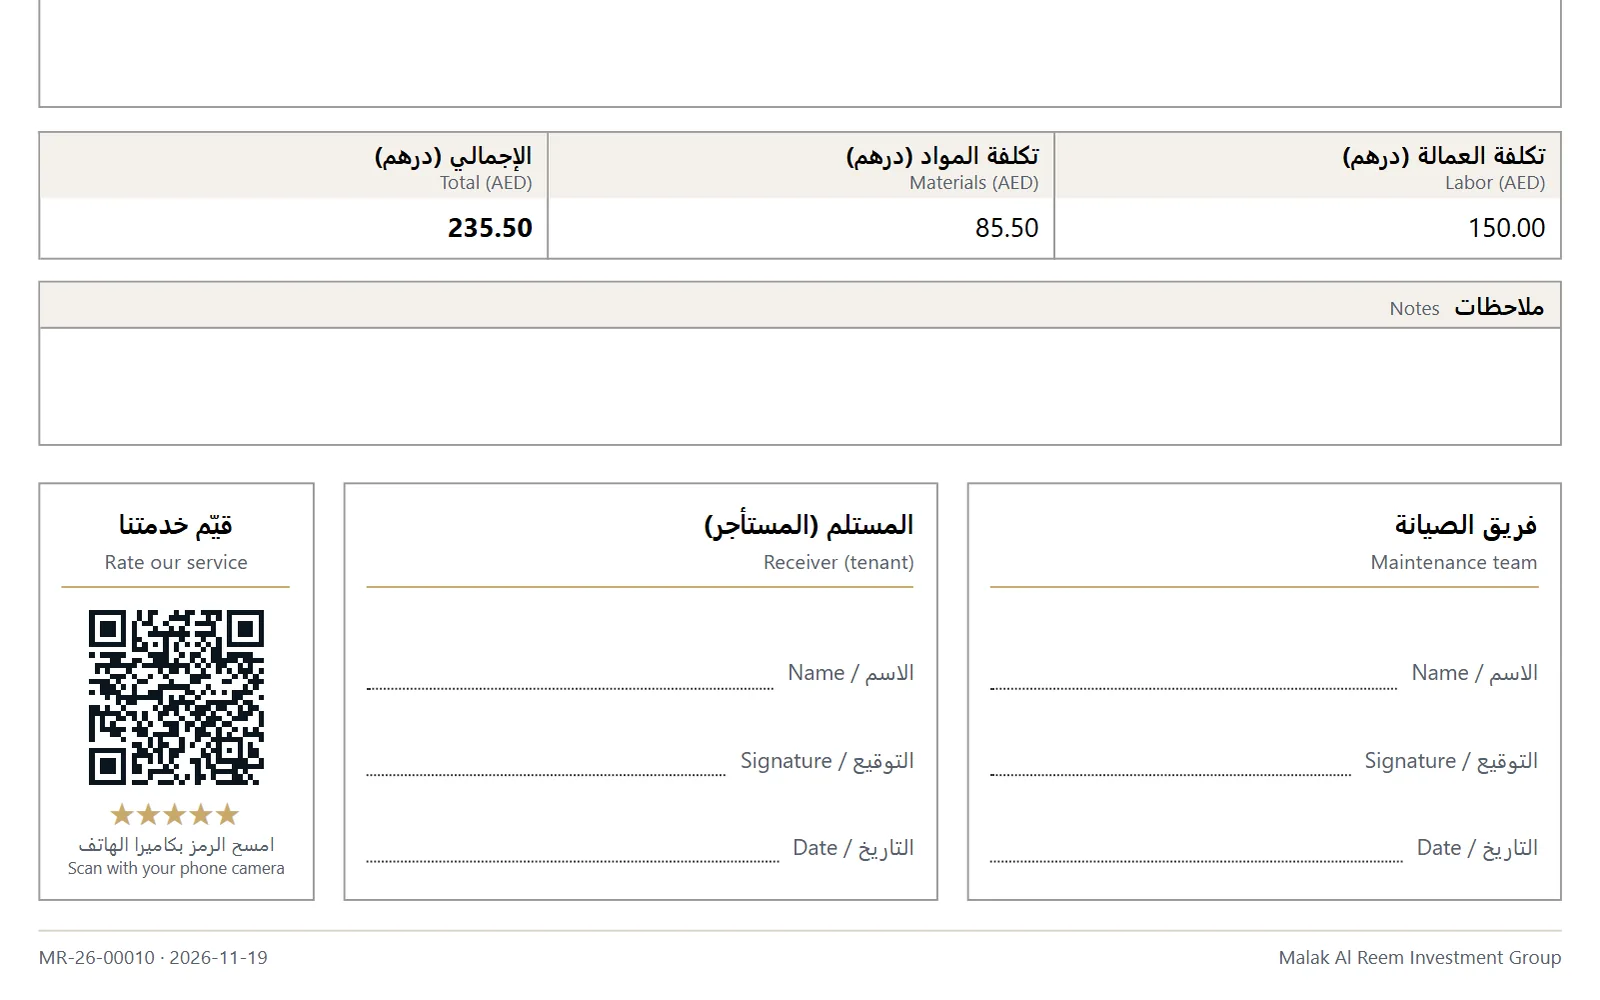 تكلفة العمالة (درهم)
Labor (AED)
150.00
تكلفة المواد (درهم)
Materials (AED)
85.50
الإجمالي (درهم)
Total (AED)
235.50
ملاحظات Notes
فريق الصيانة
Maintenance team
الاسم / Name
التوقيع / Signature
التاريخ / Date
المستلم (المستأجر)
Receiver (tenant)
الاسم / Name
التوقيع / Signature
التاريخ / Date
قيّم خدمتنا
Rate our service
★★★★★
امسح الرمز بكاميرا الهاتف
Scan with your phone camera
MR-26-00010 · 2026-11-19
Malak Al Reem Investment Group